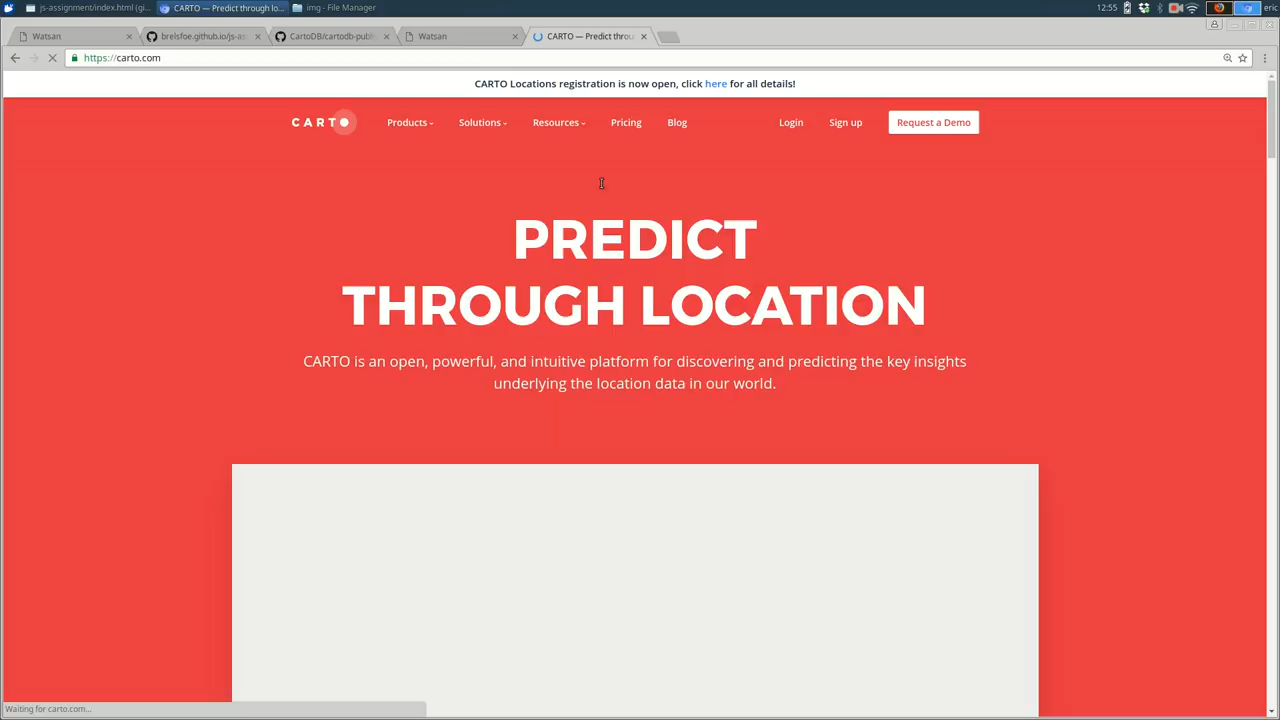 js-assignment/index.html (gi...
CARTO — Predict through lo...
img - File Manager
12:55
eric
Watsan
brelsfoe.github.io/js-as
CartoDB/cartodb-publi
Watsan
CARTO — Predict throu
https://carto.com
CARTO Locations registration is now open, click here for all details!
CARTO
Products
Solutions
Resources
Pricing
Blog
Login
Sign up
Request a Demo
PREDICT
THROUGH LOCATION
CARTO is an open, powerful, and intuitive platform for discovering and predicting the key insights
underlying the location data in our world.
Waiting for carto.com...